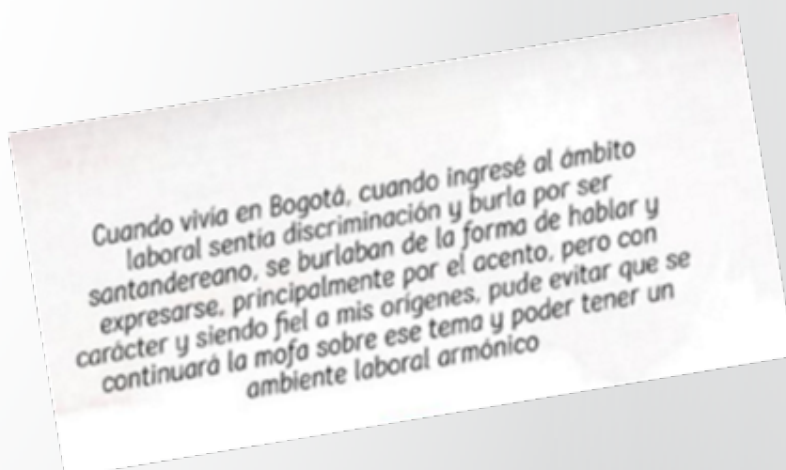 Cuando vivía en Bogotá, cuando ingresé al ámbito
laboral sentía discriminación y burla por ser
santandereano, se burlaban de la forma de hablar y
expresarse, principalmente por el acento, pero con
carácter y siendo fiel a mis orígenes, pude evitar que se
continuará la mofa sobre ese tema y poder tener un
ambiente laboral armónico